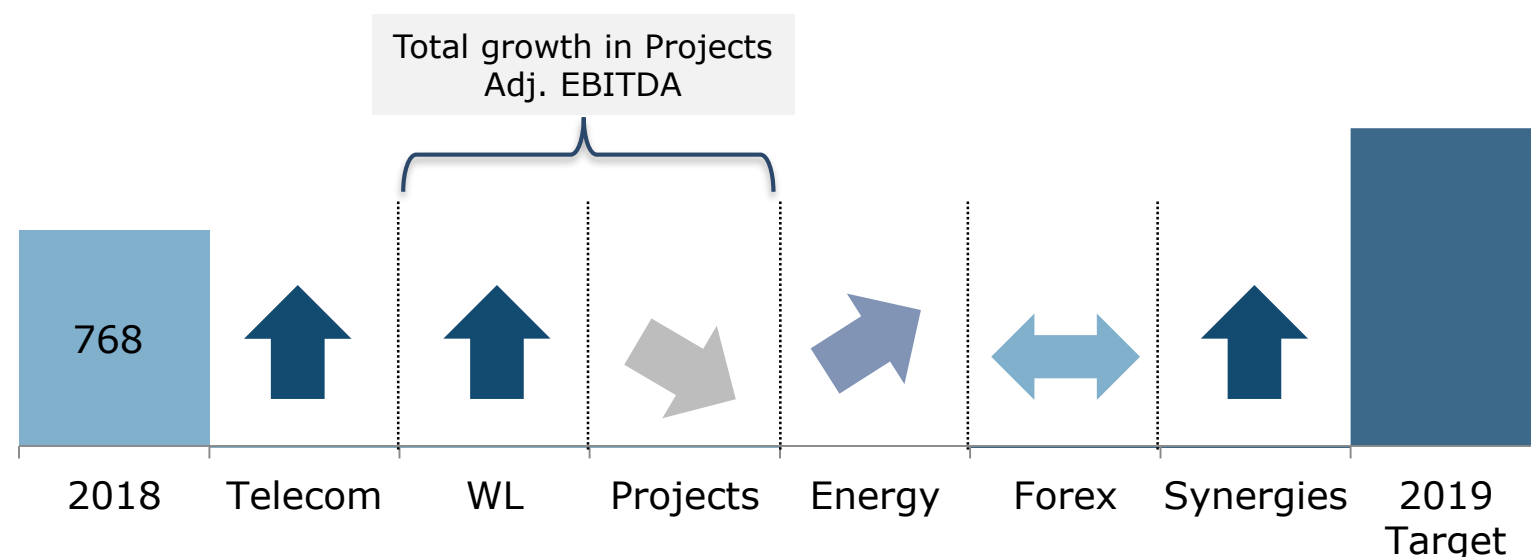 Total growth in Projects
Adj. EBITDA
768
2018
Telecom
WL
Projects
Energy
Forex
Synergies
2019
Target